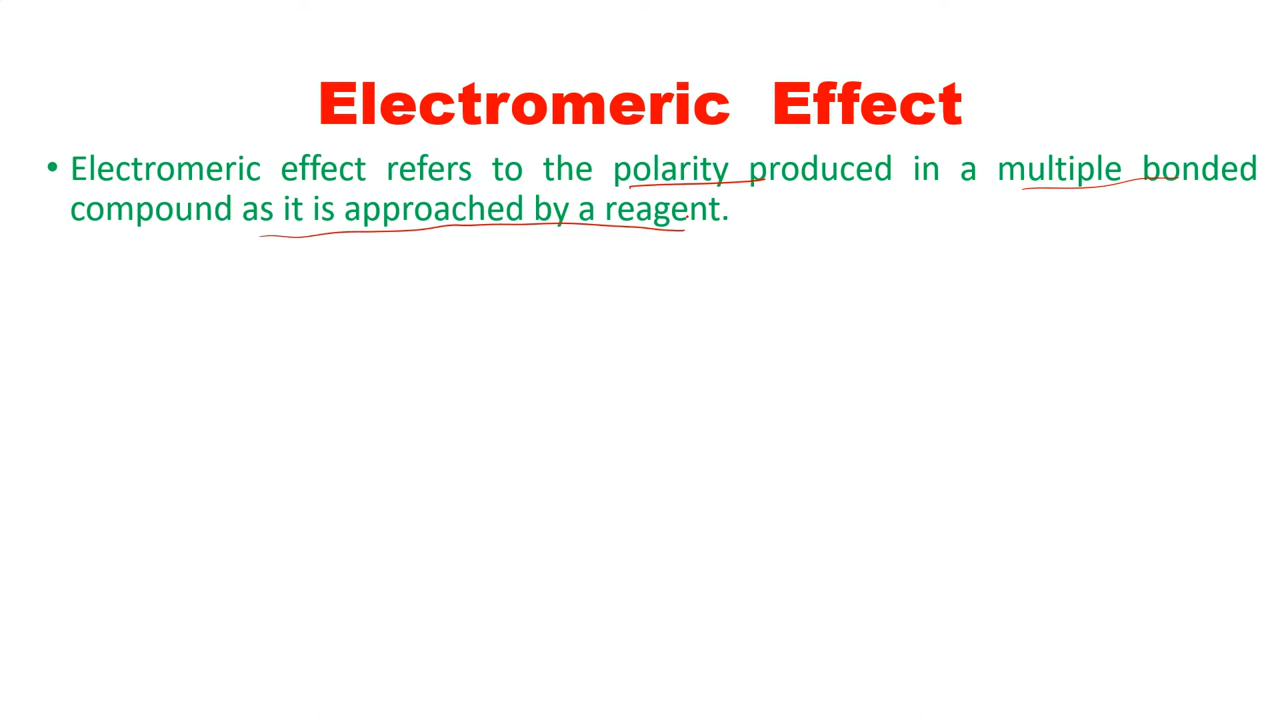 Electromeric Effect
• Electromeric effect refers to the polarity produced in a multiple bonded
compound as it is approached by a reagent.